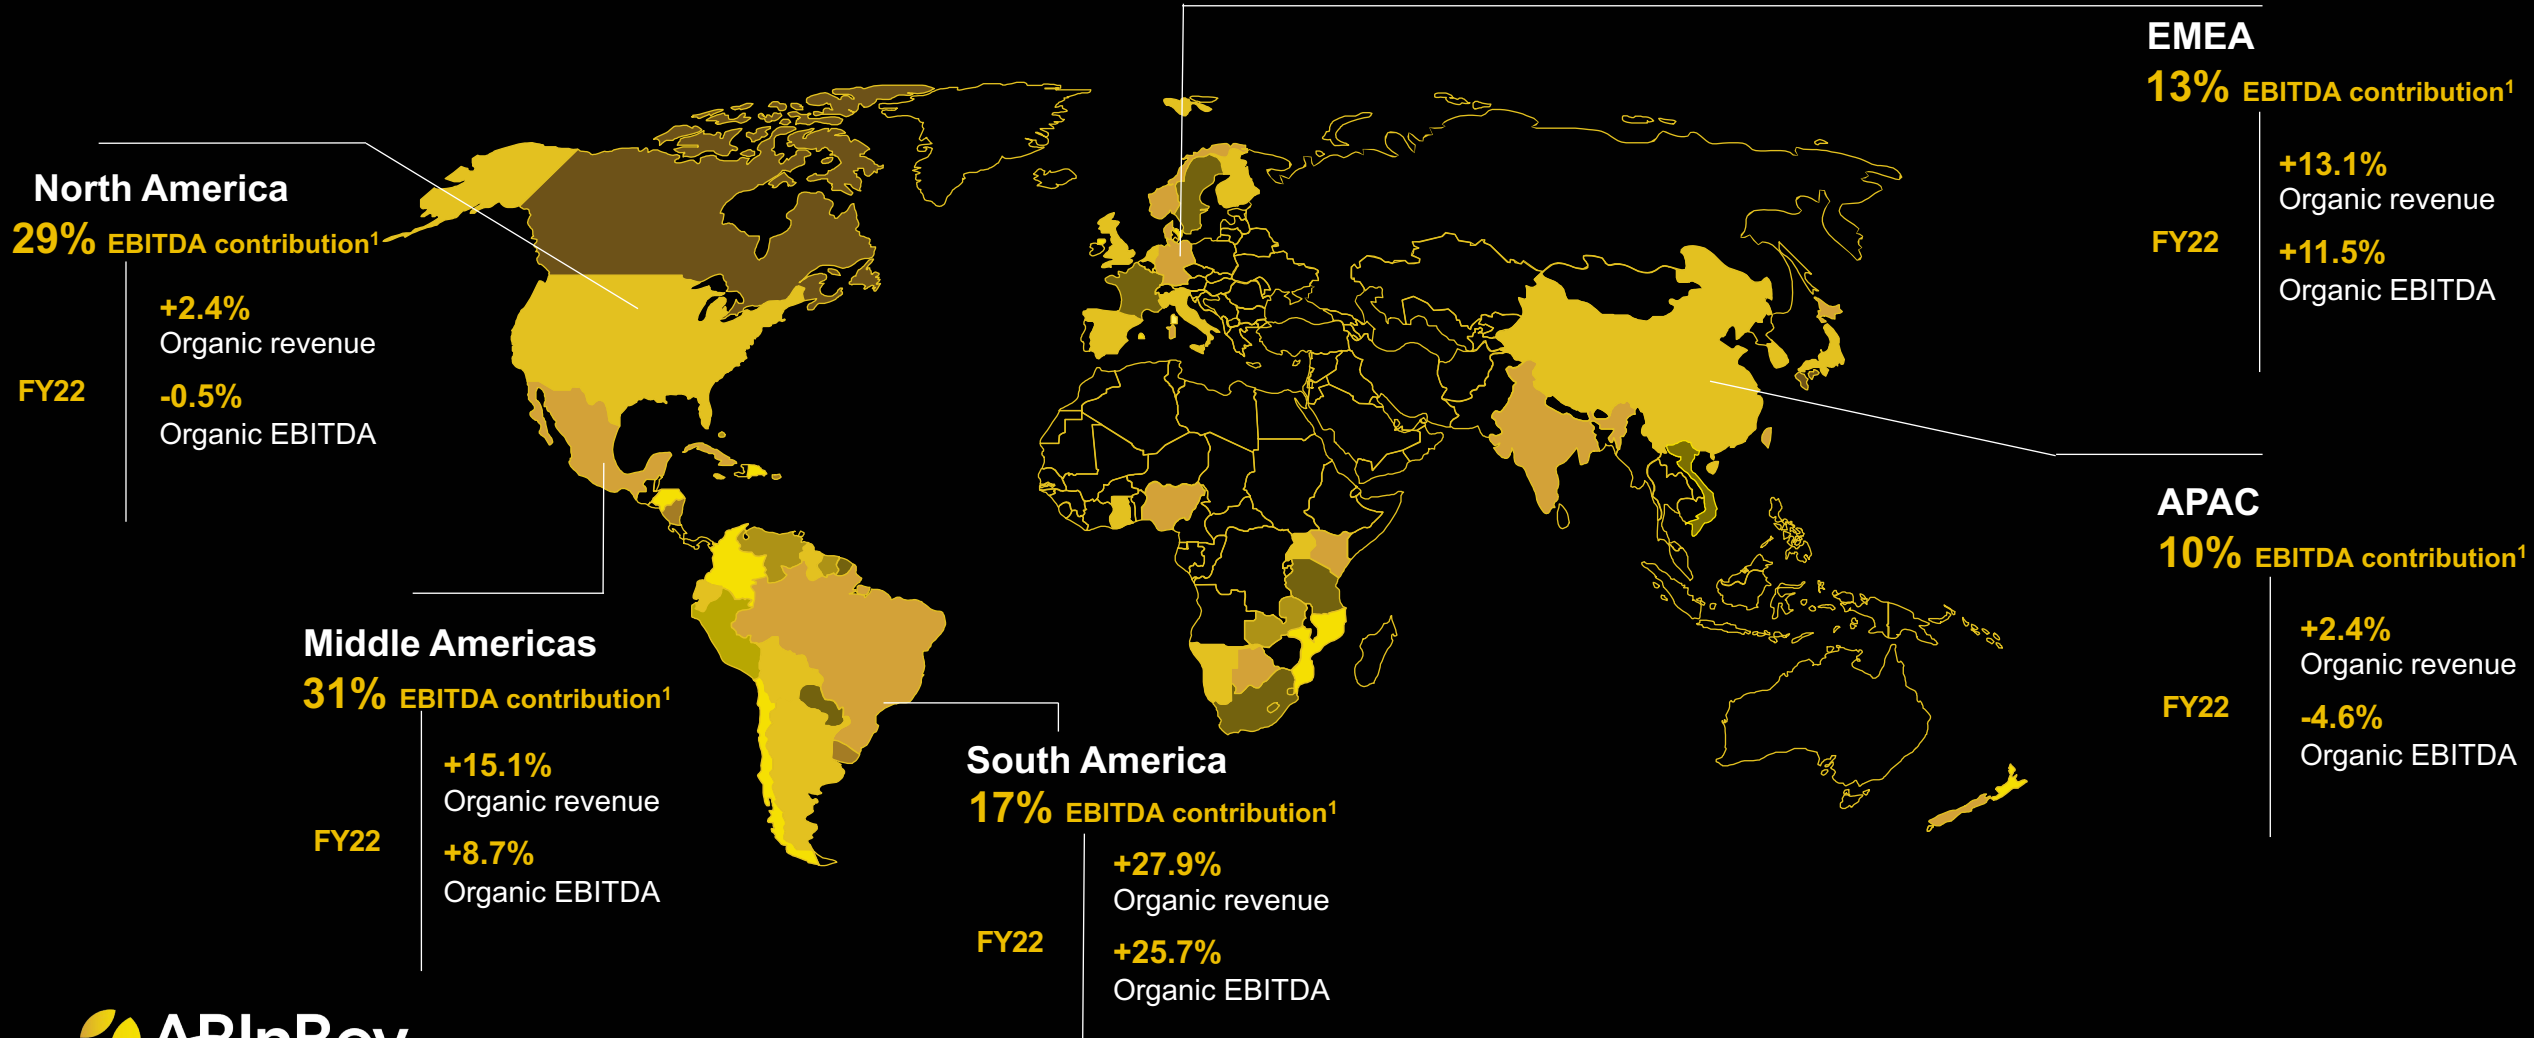 North America
29% EBITDA contribution1
FY22
+2.4%
Organic revenue
-0.5%
Organic EBITDA
Middle Americas
31% EBITDA contribution1
FY22
+15.1%
Organic revenue
+8.7%
Organic EBITDA
South America
17% EBITDA contribution1
FY22
+27.9%
Organic revenue
+25.7%
Organic EBITDA
EMEA
13% EBITDA contribution1
FY22
+13.1%
Organic revenue
+11.5%
Organic EBITDA
APAC
10% EBITDA contribution1
FY22
+2.4%
Organic revenue
-4.6%
Organic EBITDA
ABInBev